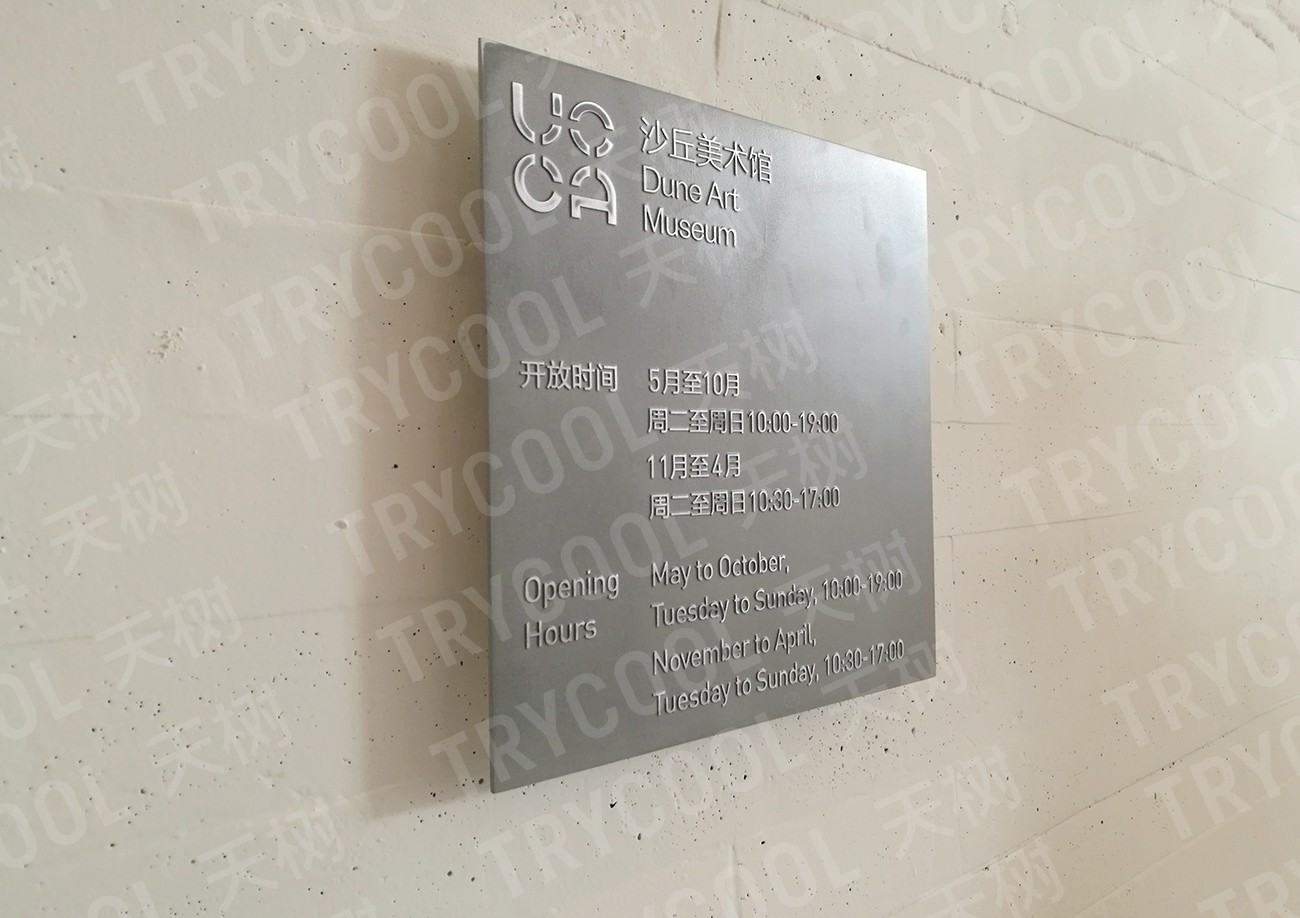 UC
CA
沙丘美术馆
Dune Art
Museum
开放时间
5月至10月
周二至周日10:00-19:00
11月至4月
周二至周日10:30-17:00
Opening
Hours
May to October,
Tuesday to Sunday, 10:00-19:00
November to April,
Tuesday to Sunday, 10:30-17:00
TRYCOOL 天树